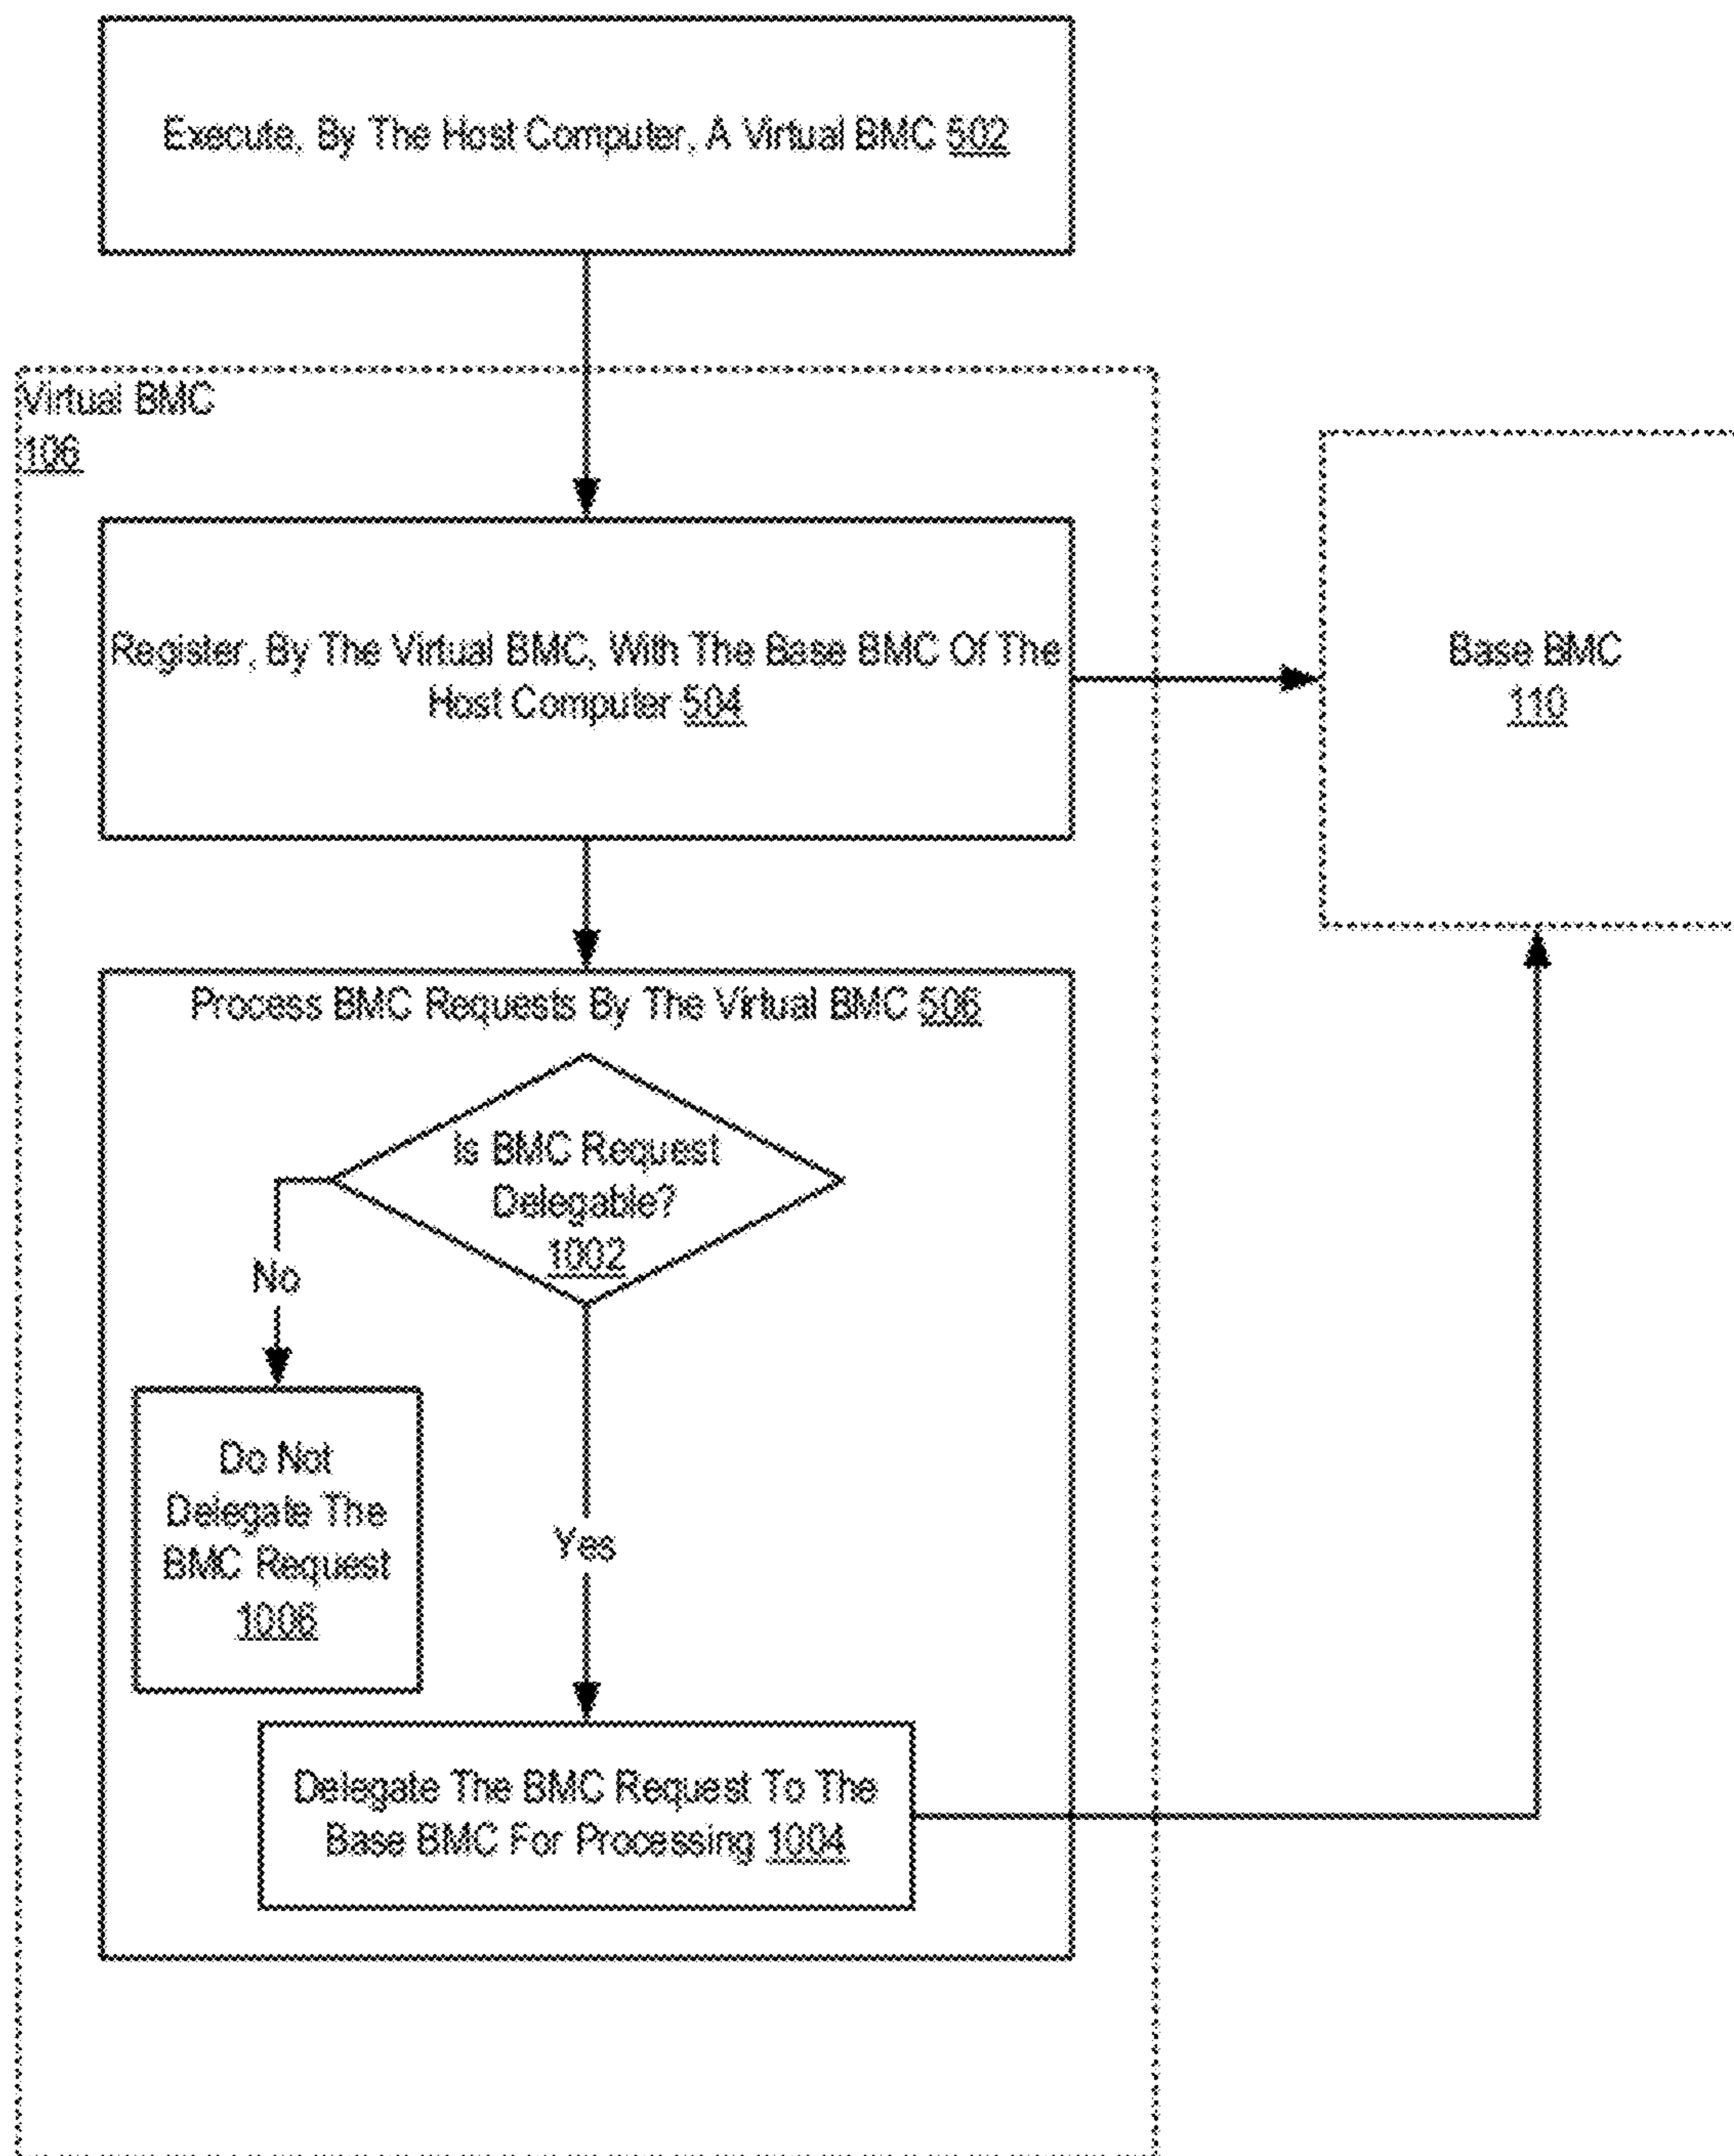 Execute, By The Host Computer, A Virtual BMC 502
Virtual BMC
106
Register, By The Virtual BMC, With The Base BMC Of The
Host Computer 504
Base BMC
110
Process BMC Requests By The Virtual BMC 506
Is BMC Request
Delegable?
1002
No
Do Not
Delegate The
BMC Request
1006
Yes
Delegate The BMC Request To The
Base BMC For Processing 1004